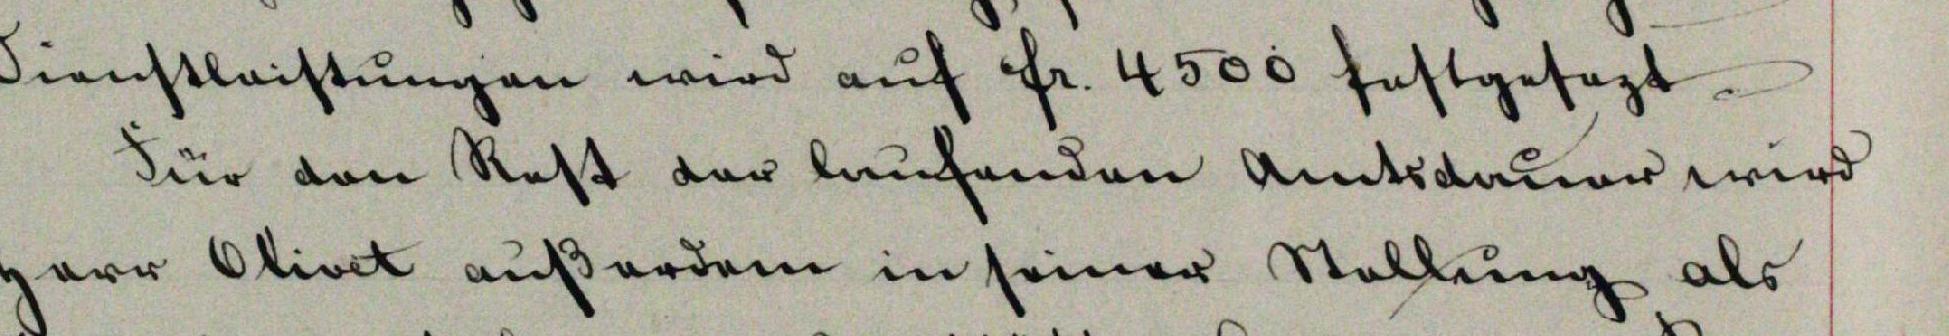 Dienstleistungen wird auf Fr. 4500 festgesezt.
Für den Rest der laufenden Amtsdauer wird
Herr Olivet außerdem in seiner Stellung als